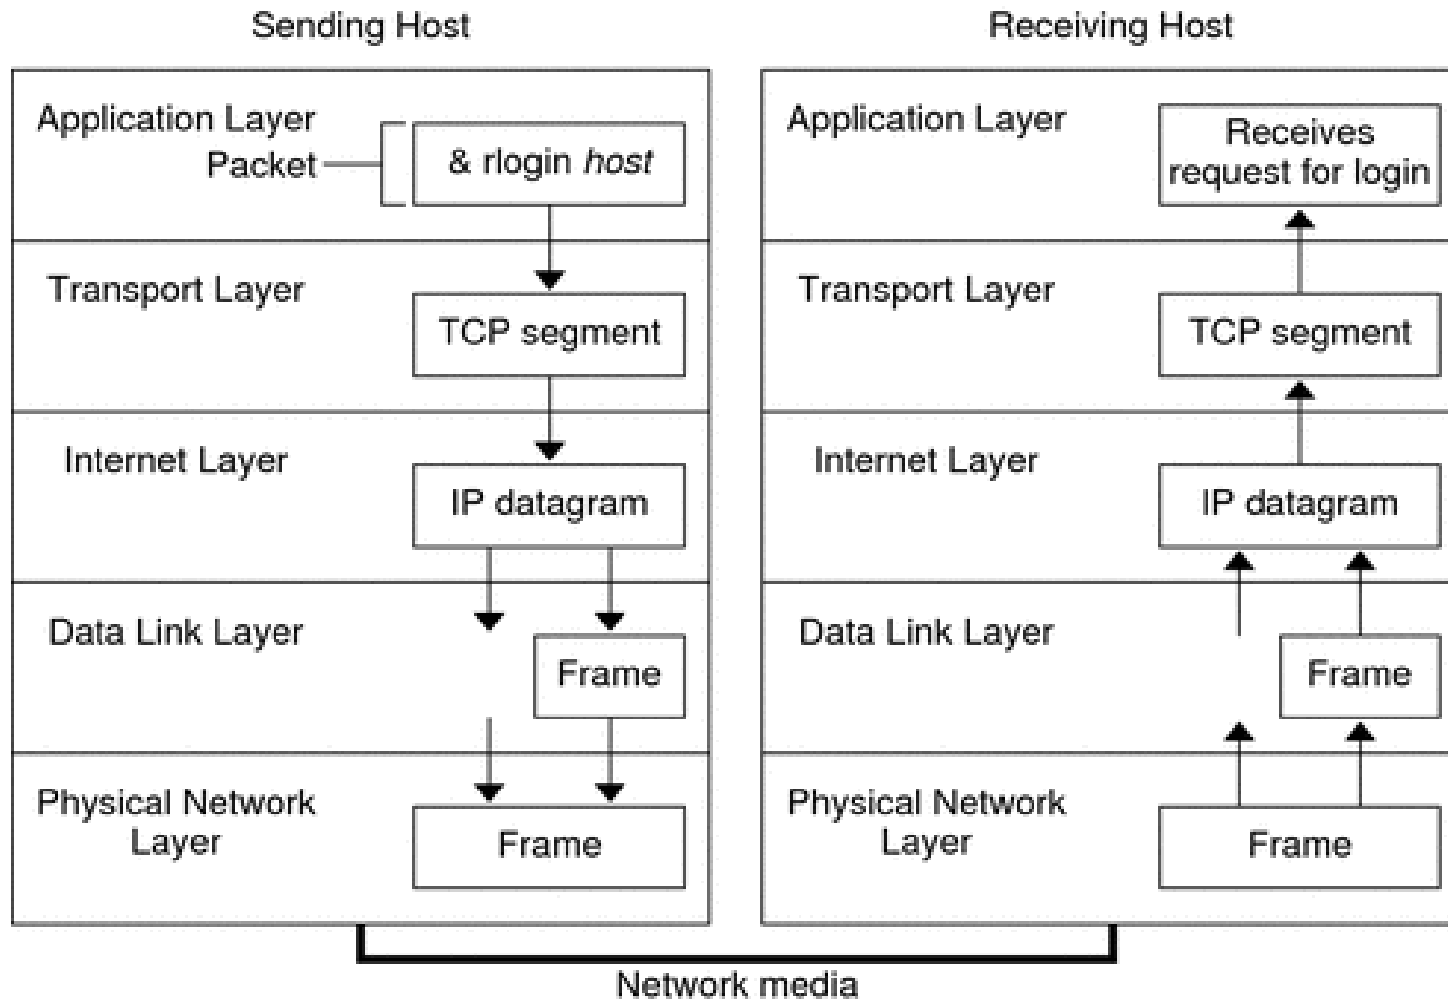 Sending Host
Application Layer
Packet
& rlogin host
Transport Layer
TCP segment
Internet Layer
IP datagram
Data Link Layer
Frame
Physical Network
Layer
Frame
Receiving Host
Application Layer
Receives
request for login
Transport Layer
TCP segment
Internet Layer
IP datagram
Data Link Layer
Frame
Physical Network
Layer
Frame
Network media